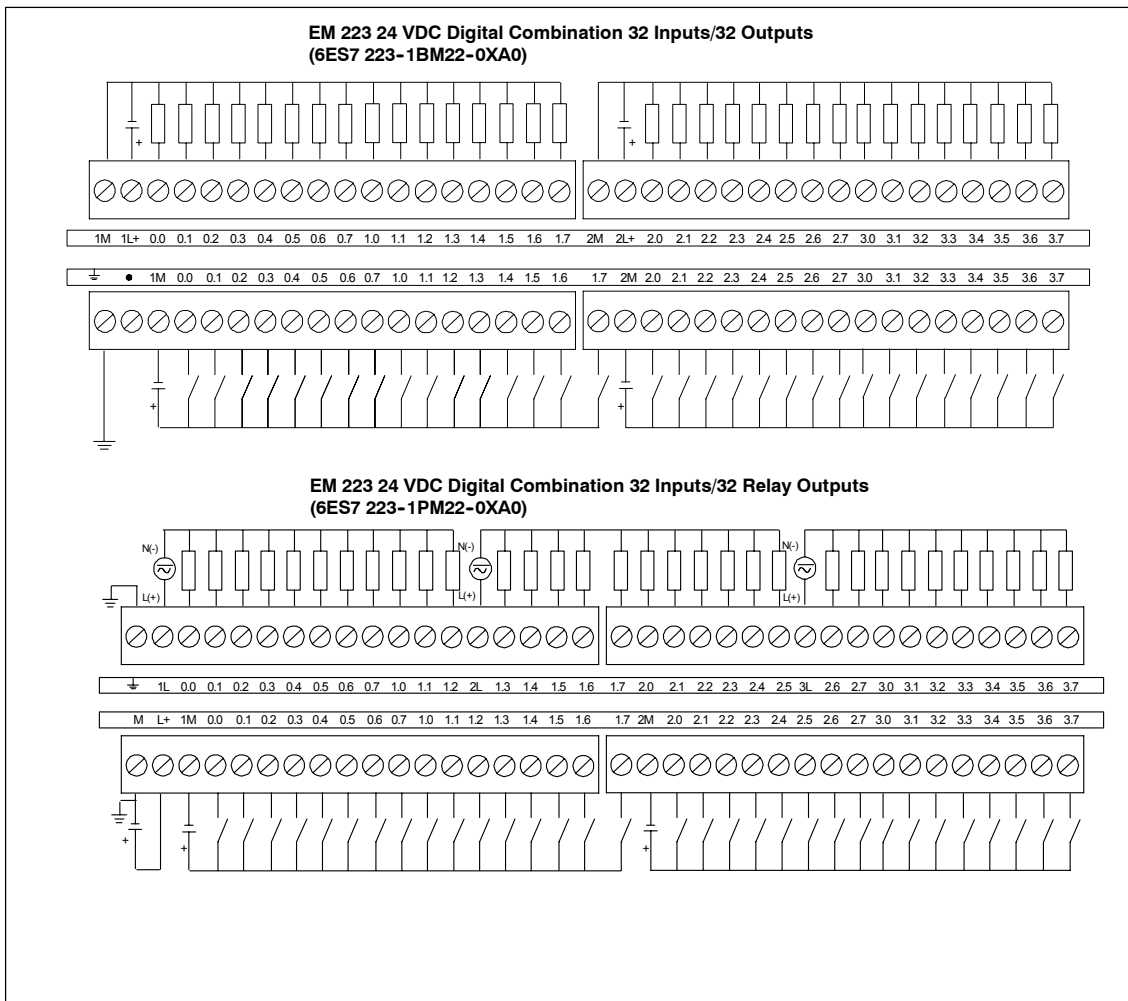 EM 223 24 VDC Digital Combination 32 Inputs/32 Outputs
(6ES7 223-1BM22-0XA0)
+ +
1M 1L+ 0.0 0.1 0.2 0.3 0.4 0.5 0.6 0.7 1.0 1.1 1.2 1.3 1.4 1.5 1.6 1.7 2M 2L+ 2.0 2.1 2.2 2.3 2.4 2.5 2.6 2.7 3.0 3.1 3.2 3.3 3.4 3.5 3.6 3.7
1M 0.0 0.1 0.2 0.3 0.4 0.5 0.6 0.7 1.0 1.1 1.2 1.3 1.4 1.5 1.6 1.7 2M 2.0 2.1 2.2 2.3 2.4 2.5 2.6 2.7 3.0 3.1 3.2 3.3 3.4 3.5 3.6 3.7
+ +
EM 223 24 VDC Digital Combination 32 Inputs/32 Relay Outputs
(6ES7 223-1PM22-0XA0)
N(-) N(-) N(-)
L(+) L(+) L(+)
1L 0.0 0.1 0.2 0.3 0.4 0.5 0.6 0.7 1.0 1.1 1.2 2L 1.3 1.4 1.5 1.6 1.7 2.0 2.1 2.2 2.3 2.4 2.5 3L 2.6 2.7 3.0 3.1 3.2 3.3 3.4 3.5 3.6 3.7
M L+ 1M 0.0 0.1 0.2 0.3 0.4 0.5 0.6 0.7 1.0 1.1 1.2 1.3 1.4 1.5 1.6 1.7 2M 2.0 2.1 2.2 2.3 2.4 2.5 2.6 2.7 3.0 3.1 3.2 3.3 3.4 3.5 3.6 3.7
+ + +